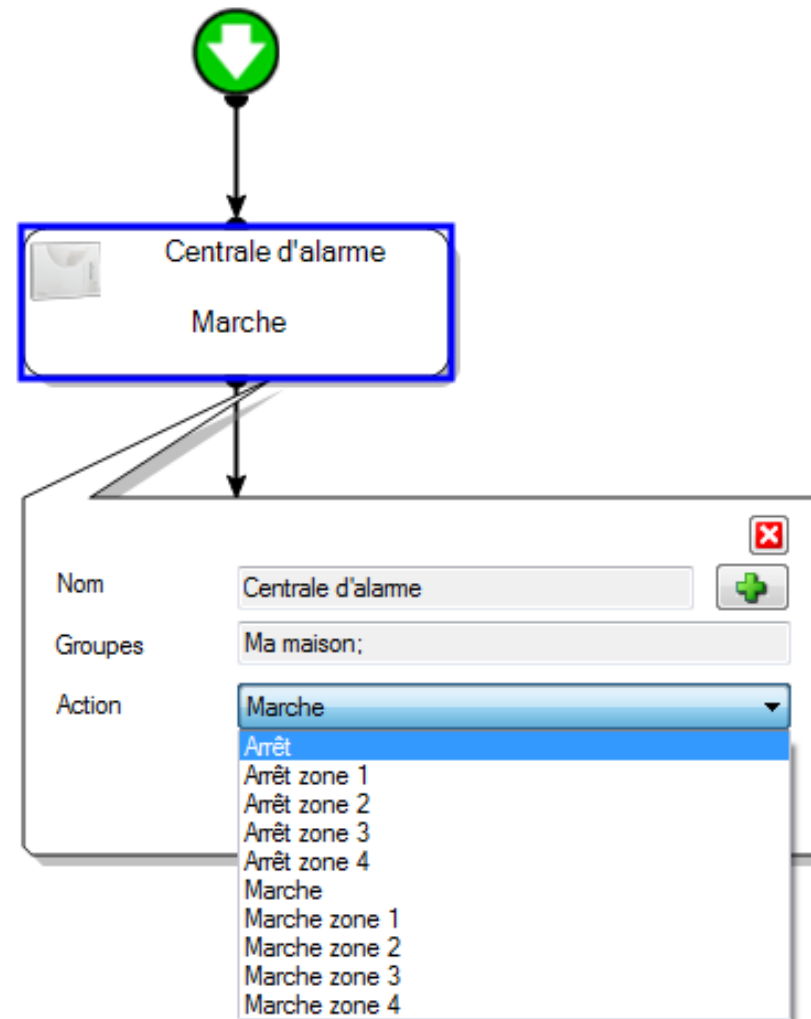 Centrale d'alarme
Marche
Nom
Centrale d'alarme
Groupes
Ma maison;
Action
Marche
Arrêt
Arrêt zone 1
Arrêt zone 2
Arrêt zone 3
Arrêt zone 4
Marche
Marche zone 1
Marche zone 2
Marche zone 3
Marche zone 4